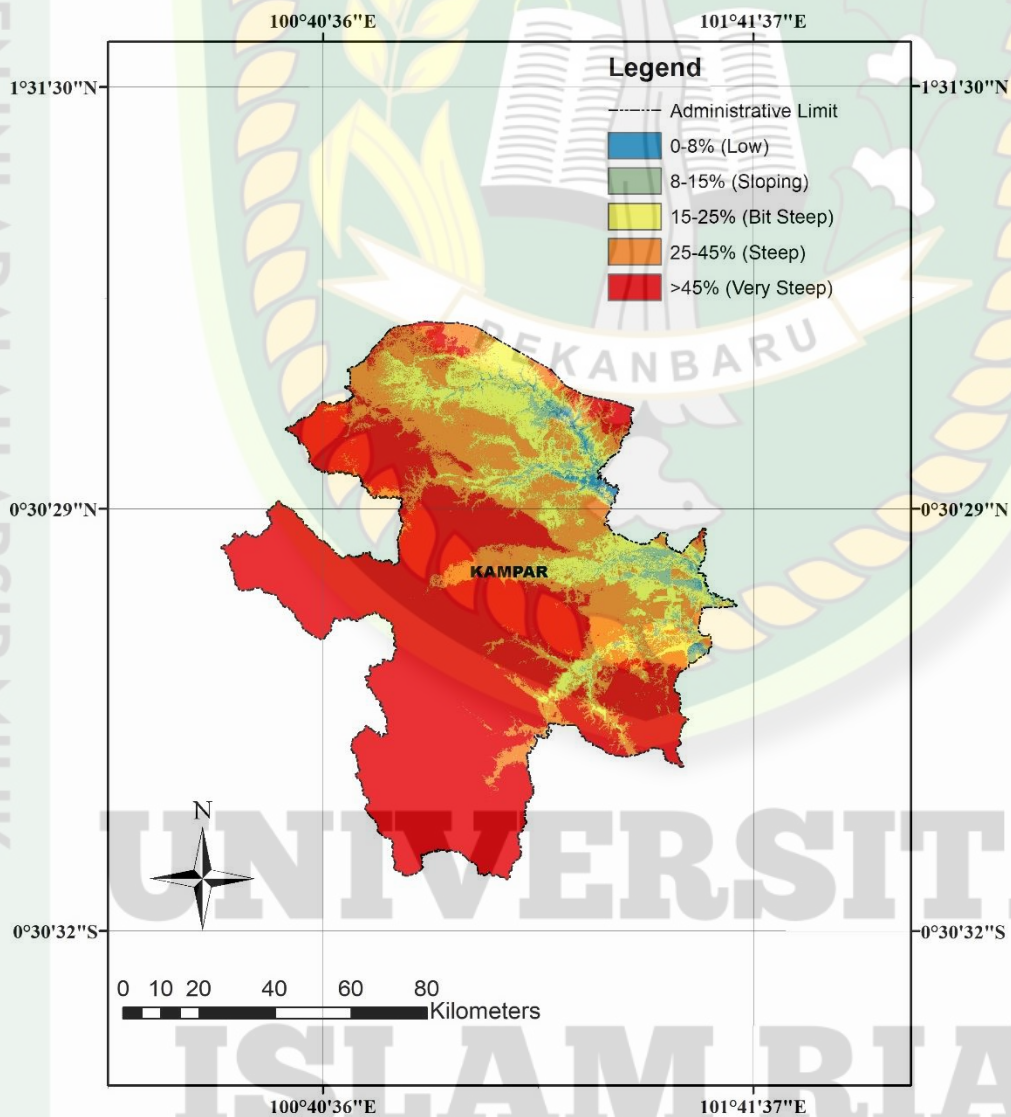 100°40'36"E
101°41'37"E
1°31'30"N
1°31'30"N
Legend
Administrative Limit
0-8% (Low)
8-15% (Sloping)
15-25% (Bit Steep)
25-45% (Steep)
>45% (Very Steep)
PEKANBARU
0°30'29"N
0°30'29"N
KAMPAR
N
UNIVERSIT
0°30'32"S
0°30'32"S
0 10 20 40 60 80
Kilometers
ISLAM RIA
100°40'36"E
101°41'37"E